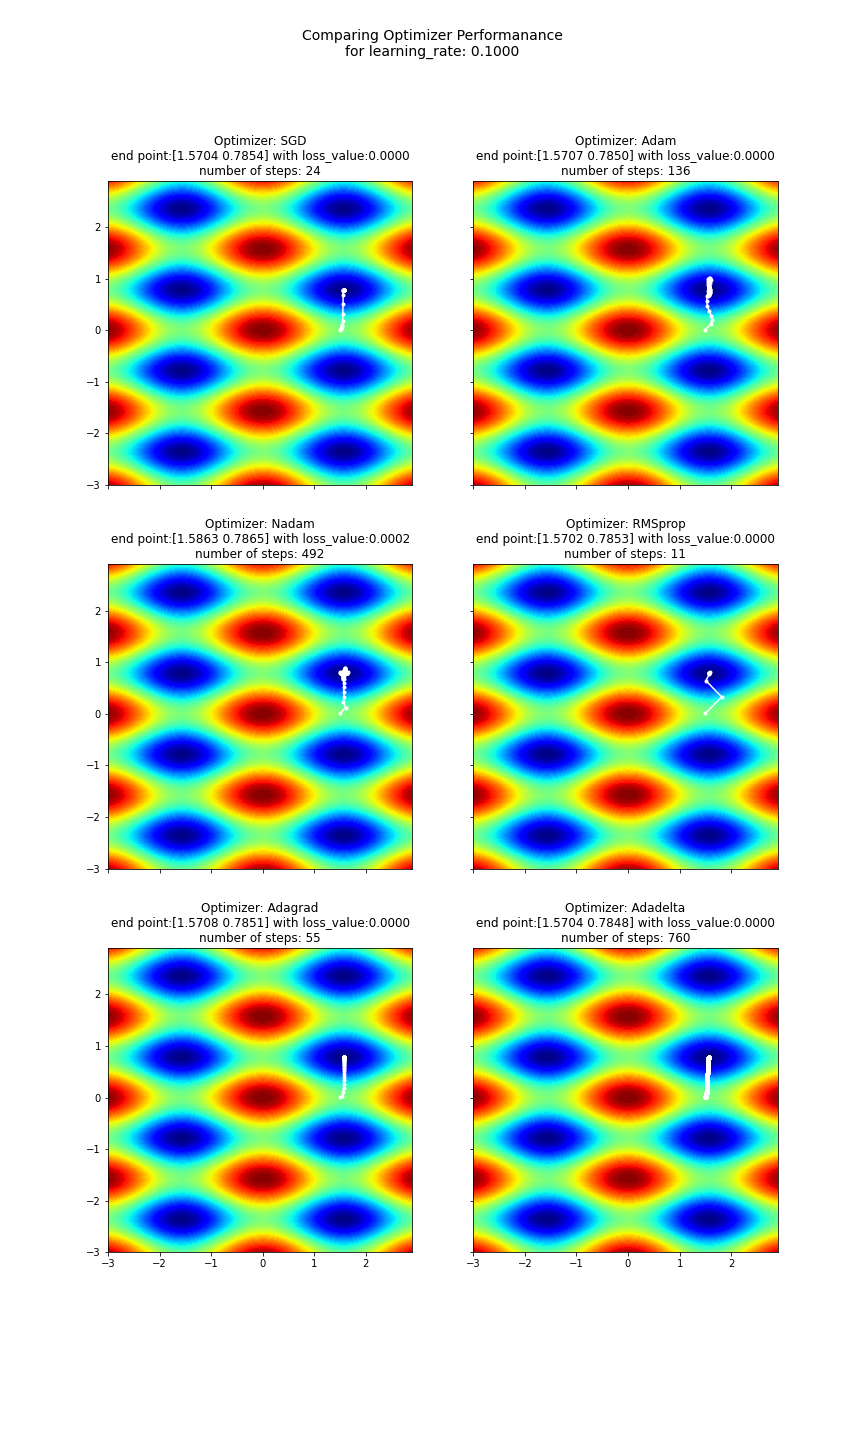 Comparing Optimizer Performanance
for learning_rate: 0.1000
Optimizer: SGD
end point:[1.5704 0.7854] with loss_value:0.0000
number of steps: 24
Optimizer: Adam
end point:[1.5707 0.7850] with loss_value:0.0000
number of steps: 136
2
1
0
−1
−2
−3
Optimizer: Nadam
end point:[1.5863 0.7865] with loss_value:0.0002
number of steps: 492
Optimizer: RMSprop
end point:[1.5702 0.7853] with loss_value:0.0000
number of steps: 11
2
1
0
−1
−2
−3
Optimizer: Adagrad
end point:[1.5708 0.7851] with loss_value:0.0000
number of steps: 55
Optimizer: Adadelta
end point:[1.5704 0.7848] with loss_value:0.0000
number of steps: 760
2
1
0
−1
−2
−3
−3 −2 −1 0 1 2
−3 −2 −1 0 1 2